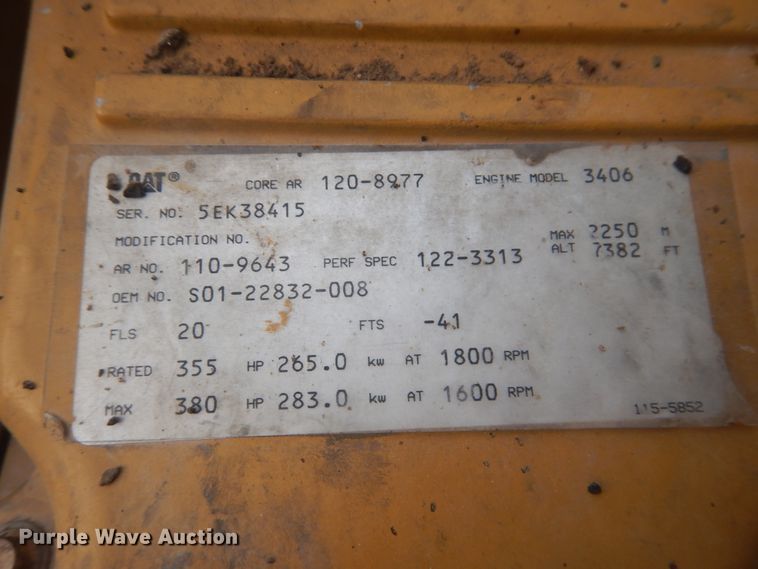 CAT® CORE AR 120-8977 ENGINE MODEL 3406
SER. NO. 5EK38415
MODIFICATION NO. MAX 2250 M
AR NO. 110-9643 PERF SPEC 122-3313 ALT 7382 FT
OEM NO. S01-22832-008
FLS 20 FTS -41
RATED 355 HP 265.0 kw AT 1800 RPM
MAX 380 HP 283.0 kw AT 1600 RPM
115-5852
Purple Wave Auction